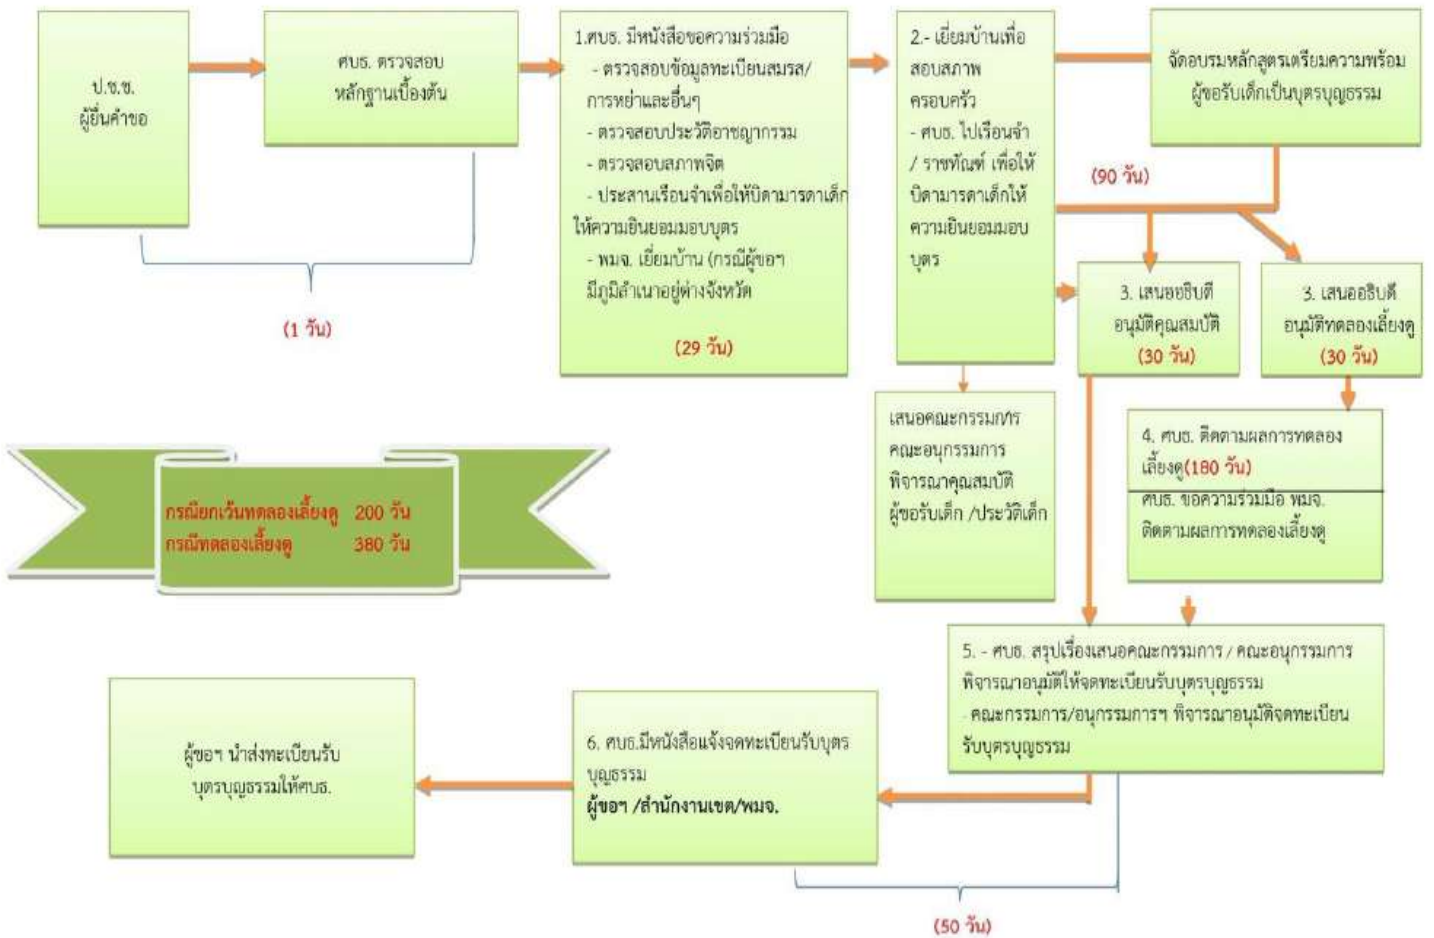 ป.ช.ช.
ผู้ยื่นคำขอ
ศบธ. ตรวจสอบ
หลักฐานเบื้องต้น
(1 วัน)
1.ศบธ. มีหนังสือขอความร่วมมือ
- ตรวจสอบข้อมูลทะเบียนสมรส/
การหย่าและอื่นๆ
- ตรวจสอบประวัติอาชญากรรม
- ตรวจสอบสภาพจิต
- ประสานเรือนจำเพื่อให้บิดามารดาเด็ก
ให้ความยินยอมมอบบุตร
- พมจ. เยี่ยมบ้าน (กรณีผู้ขอฯ
มีภูมิลำเนาอยู่ต่างจังหวัด
(29 วัน)
2.- เยี่ยมบ้านเพื่อ
สอบสภาพ
ครอบครัว
- ศบธ. ไปเรือนจำ
/ ราชทัณฑ์ เพื่อให้
บิดามารดาเด็กให้
ความยินยอมมอบ
บุตร
จัดอบรมหลักสูตรเตรียมความพร้อม
ผู้ขอรับเด็กเป็นบุตรบุญธรรม
(90 วัน)
3. เสนออธิบดี
อนุมัติคุณสมบัติ
(30 วัน)
3. เสนออธิบดี
อนุมัติทดลองเลี้ยงดู
(30 วัน)
เสนอคณะกรรมการ
คณะอนุกรรมการ
พิจารณาคุณสมบัติ
ผู้ขอรับเด็ก /ประวัติเด็ก
4. ศบธ. ติดตามผลการทดลอง
เลี้ยงดู(180 วัน)
ศบธ. ขอความร่วมมือ พมจ.
ติดตามผลการทดลองเลี้ยงดู
กรณียกเว้นทดลองเลี้ยงดู 200 วัน
กรณีทดลองเลี้ยงดู 380 วัน
5. - ศบธ. สรุปเรื่องเสนอคณะกรรมการ / คณะอนุกรรมการ
พิจารณาอนุมัติให้จดทะเบียนรับบุตรบุญธรรม
- คณะกรรมการ/อนุกรรมการฯ พิจารณาอนุมัติจดทะเบียน
รับบุตรบุญธรรม
6. ศบธ.มีหนังสือแจ้งจดทะเบียนรับบุตร
บุญธรรม
ผู้ขอฯ /สำนักงานเขต/พมจ.
ผู้ขอฯ นำส่งทะเบียนรับ
บุตรบุญธรรมให้ศบธ.
(50 วัน)